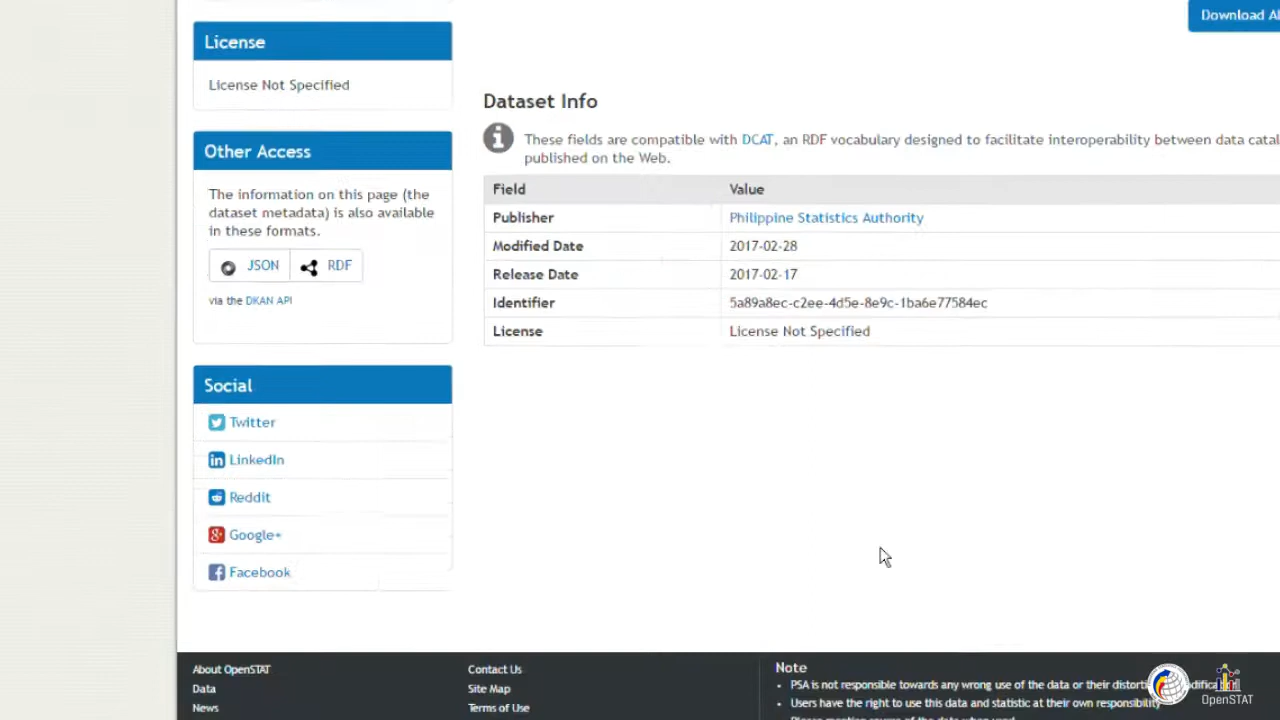 Download Al
License
License Not Specified
Other Access
The information on this page (the
dataset metadata) is also available
in these formats.
JSON RDF
via the DKAN API
Social
Twitter
LinkedIn
Reddit
Google+
Facebook
Dataset Info
These fields are compatible with DCAT, an RDF vocabulary designed to facilitate interoperability between data catal
published on the Web.
Field Value
Publisher Philippine Statistics Authority
Modified Date 2017-02-28
Release Date 2017-02-17
Identifier 5a89a8ec-c2ee-4d5e-8e9c-1ba6e77584ec
License License Not Specified
About OpenSTAT
Data
News
Contact Us
Site Map
Terms of Use
Note
PSA is not responsible towards any wrong use of the data or their distorti
Users have the right to use this data and statistic at their own responsibility
OpenSTAT